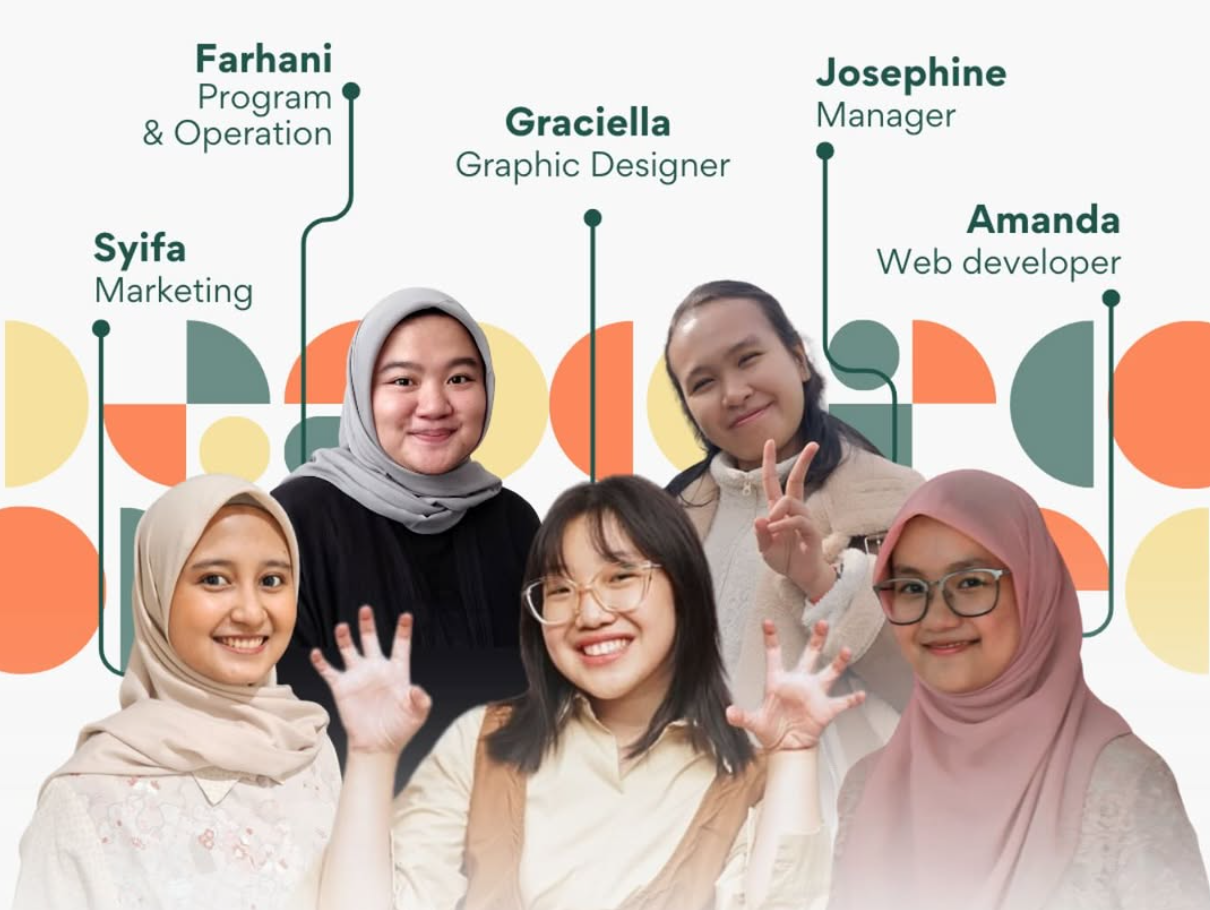 Farhani
Program
& Operation
Graciella
Graphic Designer
Josephine
Manager
Syifa
Marketing
Amanda
Web developer